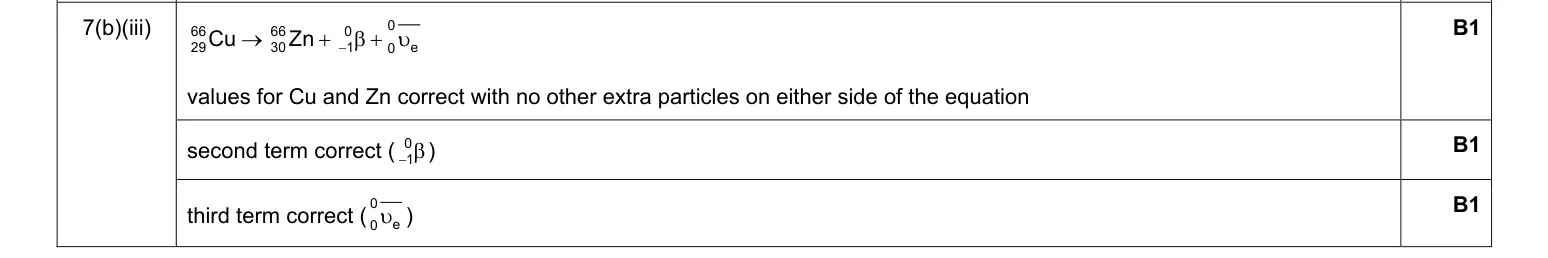 7(b)(iii)
⁶⁶₂₉Cu → ⁶⁶₃₀Zn + ⁰₋₁β + ⁰₀ῡₑ B1
values for Cu and Zn correct with no other extra particles on either side of the equation
second term correct ( ⁰₋₁β ) B1
third term correct ( ⁰₀ῡₑ ) B1